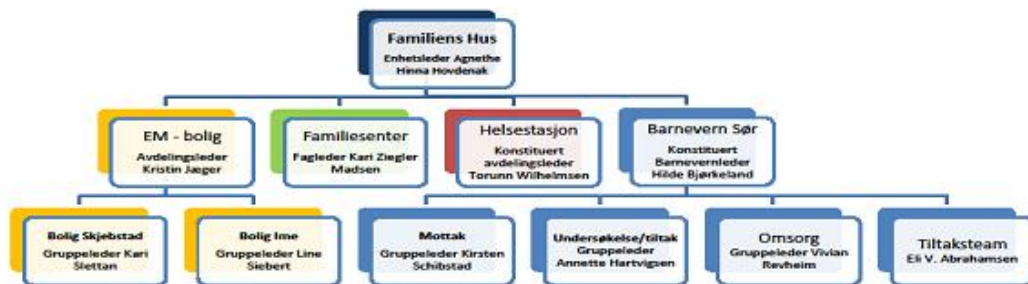 Familiens Hus
Enhetsleder Agnethe
Hinna Hovdenak
EM - bolig
Avdelingsleder
Kristin Jæger
Familiesenter
Fagleder Kari Ziegler
Madsen
Helsestasjon
Konstituert
avdelingsleder
Torunn Wilhelmsen
Barnevern Sør
Konstituert
Barnevernleder
Hilde Bjørkeland
Bolig Skjebstad
Gruppeleder Kari
Slettan
Bolig Ime
Gruppeleder Line
Siebert
Mottak
Gruppeleder Kirsten
Schibstad
Undersøkelse/tiltak
Gruppeleder
Annette Hartvigsen
Omsorg
Gruppeleder Vivian
Revheim
Tiltaksteam
Eli V. Abrahamsen